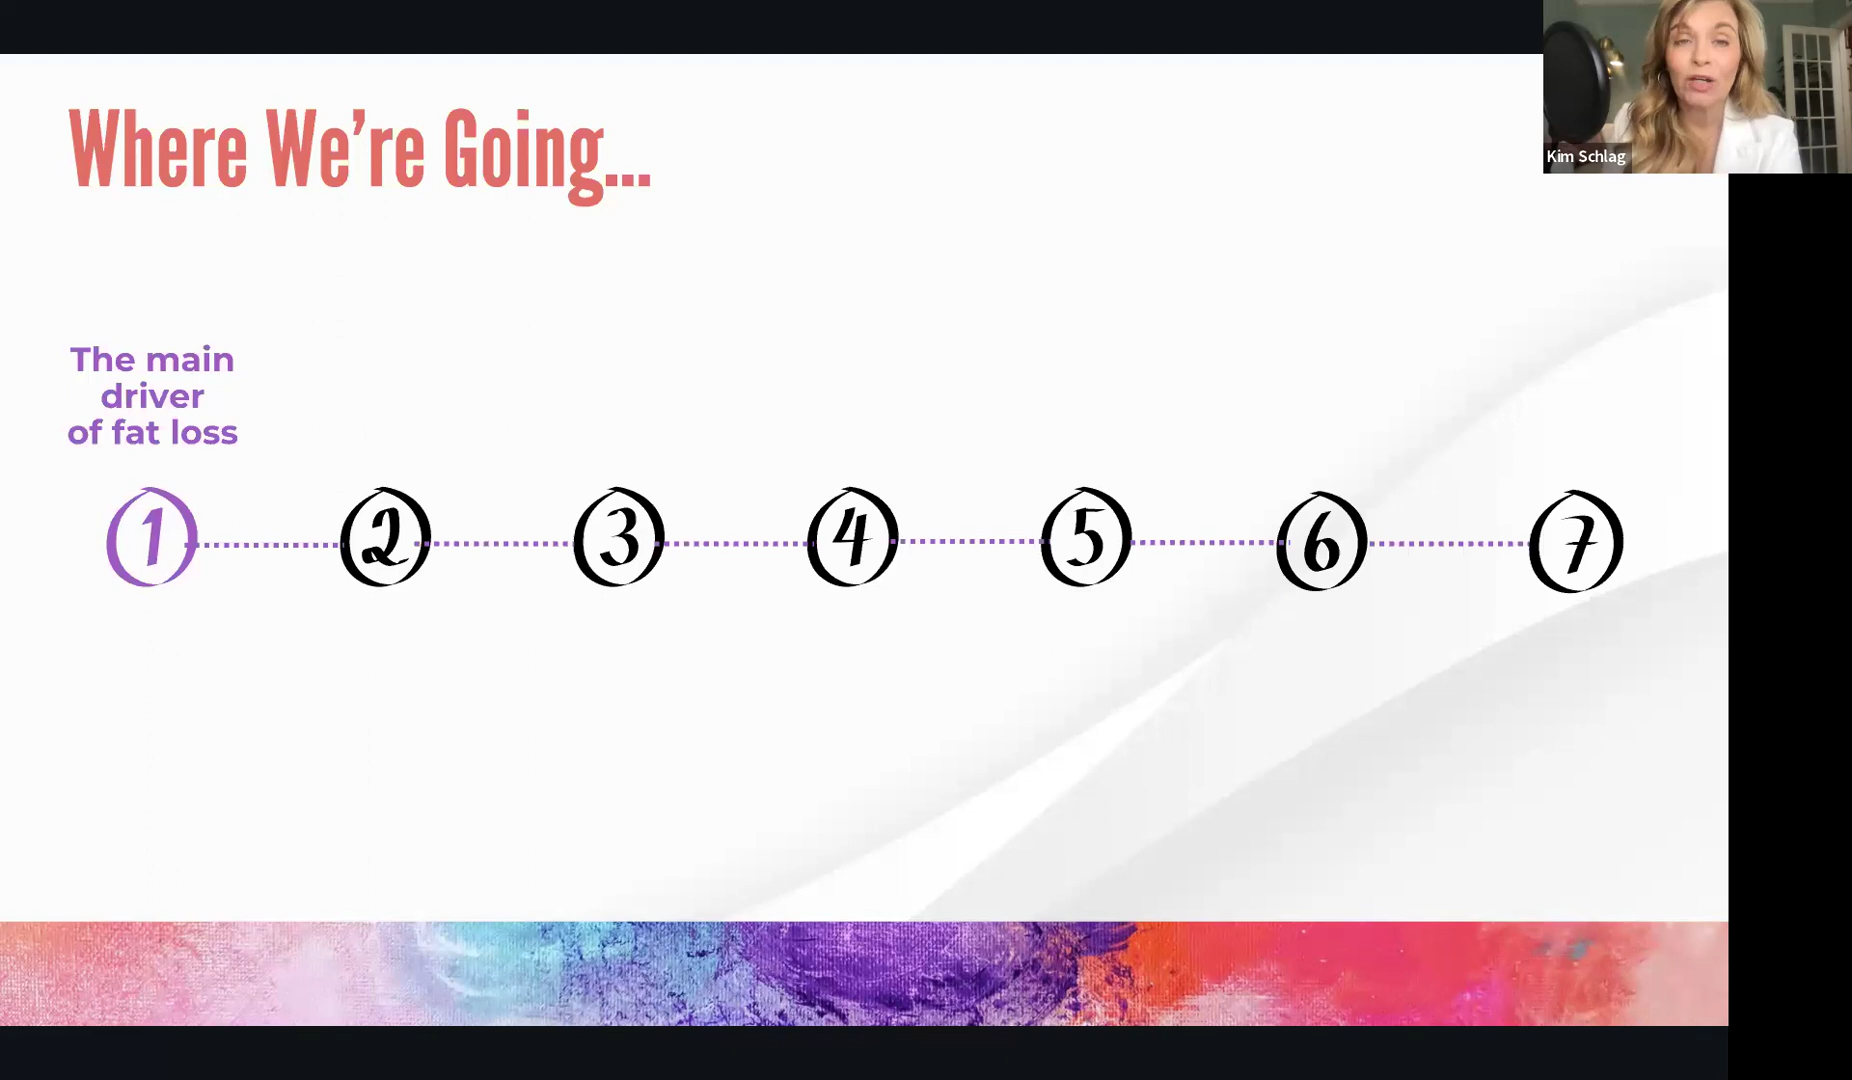 Where We're Going...
Kim Schlag
The main
driver
of fat loss
1 2 3 4 5 6 7